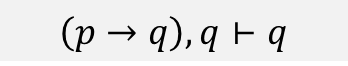 (p → q), q ⊢ q